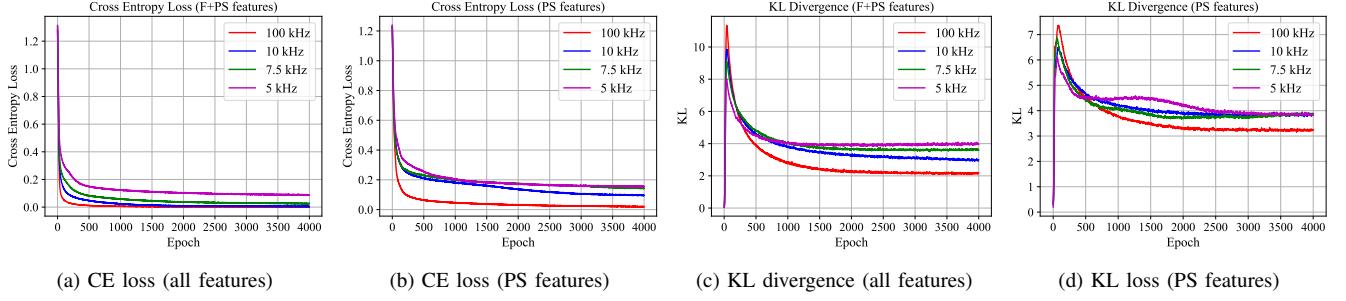 Cross Entropy Loss (F+PS features)
Cross Entropy Loss
1.2
1.0
0.8
0.6
0.4
0.2
0.0
100 kHz
10 kHz
7.5 kHz
5 kHz
0 500 1000 1500 2000 2500 3000 3500 4000
Epoch
(a) CE loss (all features)
Cross Entropy Loss (PS features)
Cross Entropy Loss
1.2
1.0
0.8
0.6
0.4
0.2
0.0
100 kHz
10 kHz
7.5 kHz
5 kHz
0 500 1000 1500 2000 2500 3000 3500 4000
Epoch
(b) CE loss (PS features)
KL Divergence (F+PS features)
KL
10
8
6
4
2
0
100 kHz
10 kHz
7.5 kHz
5 kHz
0 500 1000 1500 2000 2500 3000 3500 4000
Epoch
(c) KL divergence (all features)
KL Divergence (PS features)
KL
7
6
5
4
3
2
1
0
100 kHz
10 kHz
7.5 kHz
5 kHz
0 500 1000 1500 2000 2500 3000 3500 4000
Epoch
(d) KL loss (PS features)